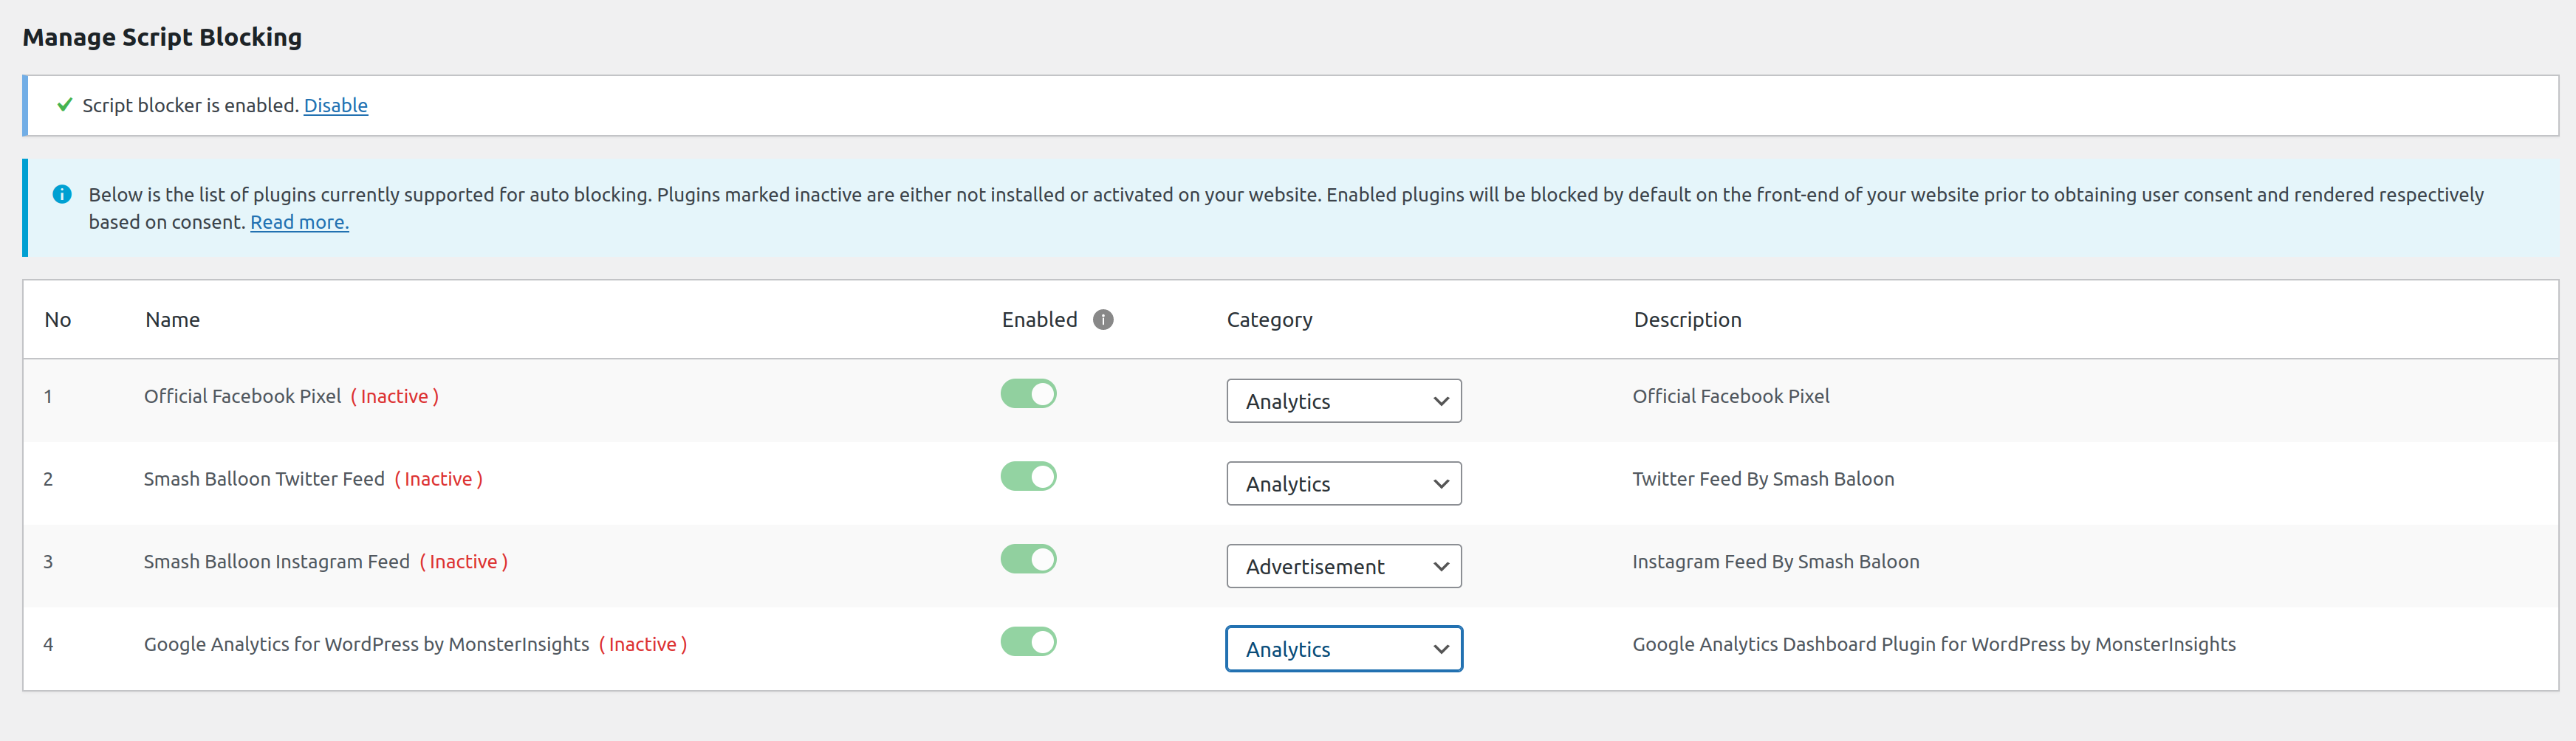 Manage Script Blocking
Script blocker is enabled. Disable
Below is the list of plugins currently supported for auto blocking. Plugins marked inactive are either not installed or activated on your website. Enabled plugins will be blocked by default on the front-end of your website prior to obtaining user consent and rendered respectively
based on consent. Read more.
No Name Enabled Category Description
1 Official Facebook Pixel ( Inactive ) Analytics Official Facebook Pixel
2 Smash Balloon Twitter Feed ( Inactive ) Analytics Twitter Feed By Smash Baloon
3 Smash Balloon Instagram Feed ( Inactive ) Advertisement Instagram Feed By Smash Baloon
4 Google Analytics for WordPress by MonsterInsights ( Inactive ) Analytics Google Analytics Dashboard Plugin for WordPress by MonsterInsights